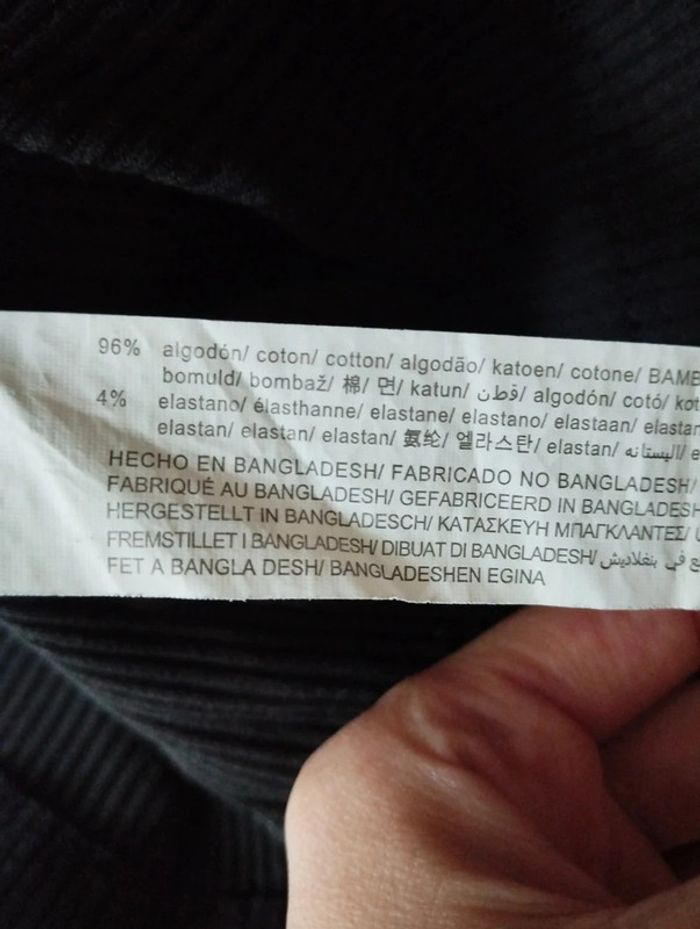 96% algodón/ coton/ cotton/ algodão/ katoen/ cotone/ BAMB
bomuld/ bombaž/ 棉/ 면/ katun/ قطن/ algodón/ cotó/ kot
4% elastano/ élasthanne/ elastane/ elastano/ elastaan/ elastan
elastan/ elastan/ elastan/ 氨纶/ 엘라스탄/ elastan/ اليستانه/ e
HECHO EN BANGLADESH/ FABRICADO NO BANGLADESH/
FABRIQUÉ AU BANGLADESH/ GEFABRICEERD IN BANGLADESH
HERGESTELLT IN BANGLADESCH/ ΚΑΤΑΣΚΕΥΗ ΜΠΑΓΚΛΑΝΤΕΣ/
FREMSTILLET I BANGLADESH/ DIBUAT DI BANGLADESH/ ع في بنغلاديش
FET A BANGLA DESH/ BANGLADESHEN EGINA